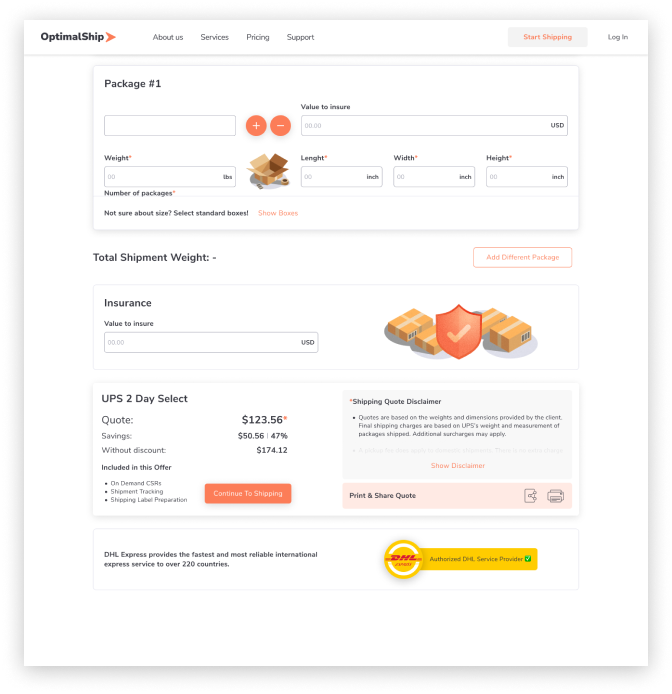 OptimalShip
About us
Services
Pricing
Support
Start Shipping
Log In
Package #1
Value to insure
+
−
00.00
USD
Weight*
Lenght*
Width*
Height*
00
lbs
00
inch
00
inch
00
inch
Number of packages*
Not sure about size? Select standard boxes!
Show Boxes
Total Shipment Weight: -
Add Different Package
Insurance
Value to insure
00.00
USD
UPS 2 Day Select
Quote:
$123.56*
Savings:
$50.56 | 47%
Without discount:
$174.12
Included in this Offer
• On Demand CSRs
• Shipment Tracking
• Shipping Label Preparation
Continue To Shipping
*Shipping Quote Disclaimer
• Quotes are based on the weights and dimensions provided by the client.
Final shipping charges are based on UPS's weight and measurement of
packages shipped. Additional surcharges may apply.
Show Disclaimer
Print & Share Quote
DHL Express provides the fastest and most reliable international
express service to over 220 countries.
DHL
EXPRESS
Authorized DHL Service Provider ✅